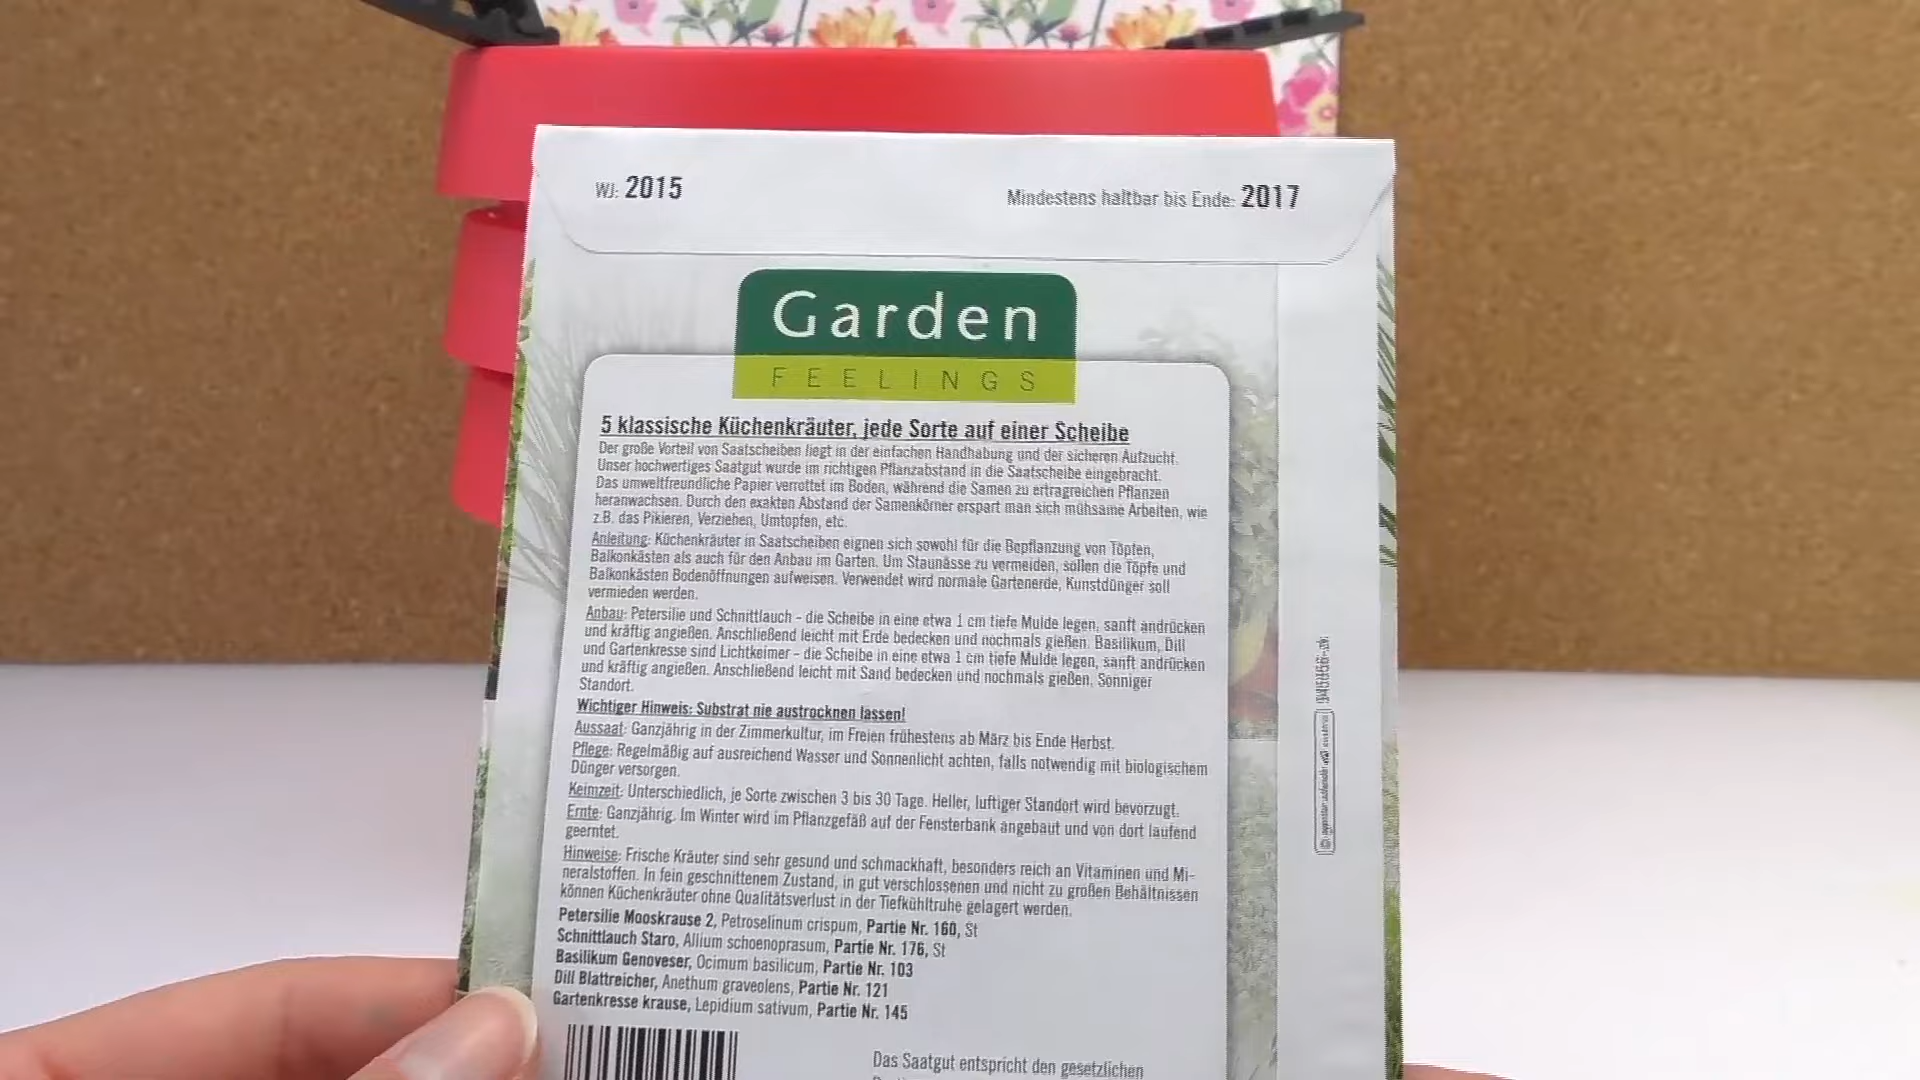 WJ: 2015
Mindestens haltbar bis Ende: 2017
Garden
FEELINGS
5 klassische Küchenkräuter, jede Sorte auf einer Scheibe
Der große Vorteil von Saatscheiben liegt in der einfachen Handhabung und der sicheren Aufzucht.
Unser hochwertiges Saatgut wurde im richtigen Pflanzabstand in die Saatscheibe eingebracht.
Das umweltfreundliche Papier verrottet im Boden, während die Samen zu ertragreichen Pflanzen
heranwachsen. Durch den exakten Abstand der Samenkörner erspart man sich mühsame Arbeiten, wie
z.B. das Pikieren, Verziehen, Umtopfen, etc.
Anleitung: Küchenkräuter in Saatscheiben eignen sich sowohl für die Bepflanzung von Töpfen,
Balkonkästen als auch für den Anbau im Garten. Um Staunässe zu vermeiden, sollen die Töpfe und
Balkonkästen Bodenöffnungen aufweisen. Verwendet wird normale Gartenerde, Kunstdünger soll
vermieden werden.
Anbau: Petersilie und Schnittlauch - die Scheibe in eine etwa 1 cm tiefe Mulde legen, sanft andrücken
und kräftig angießen. Anschließend leicht mit Erde bedecken und nochmals gießen. Basilikum, Dill
und Gartenkresse sind Lichtkeimer - die Scheibe in eine etwa 1 cm tiefe Mulde legen, sanft andrücken
und kräftig angießen. Anschließend leicht mit Sand bedecken und nochmals gießen. Sonniger
Standort.
Wichtiger Hinweis: Substrat nie austrocknen lassen!
Aussaat: Ganzjährig in der Zimmerkultur, im Freien frühestens ab März bis Ende Herbst.
Pflege: Regelmäßig auf ausreichend Wasser und Sonnenlicht achten, falls notwendig mit biologischem
Dünger versorgen.
Keimzeit: Unterschiedlich, je Sorte zwischen 3 bis 30 Tage. Heller, luftiger Standort wird bevorzugt.
Ernte: Ganzjährig. Im Winter wird im Pflanzgefäß auf der Fensterbank angebaut und von dort laufend
geerntet.
Hinweise: Frische Kräuter sind sehr gesund und schmackhaft, besonders reich an Vitaminen und Mi-
neralstoffen. In fein geschnittenem Zustand, in gut verschlossenen und nicht zu großen Behältnissen
können Küchenkräuter ohne Qualitätsverlust in der Tiefkühltruhe gelagert werden.
Petersilie Mooskrause 2, Petroselinum crispum, Partie Nr. 160, St
Schnittlauch Staro, Allium schoenoprasum, Partie Nr. 176, St
Basilikum Genoveser, Ocimum basilicum, Partie Nr. 103
Dill Blattreicher, Anethum graveolens, Partie Nr. 121
Gartenkresse krause, Lepidium sativum, Partie Nr. 145
Das Saatgut entspricht den gesetzlichen